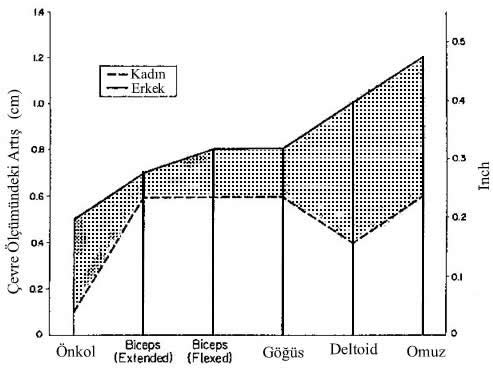 1.4
1.2
1.0
0.8
0.6
0.4
0.2
0
Çevre Ölçümündeki Artış (cm)
Kadın
Erkek
0.5
0.4
0.3
0.2
0.1
0
Inch
Önkol
Biceps
(Extended)
Biceps
(Flexed)
Göğüs
Deltoid
Omuz